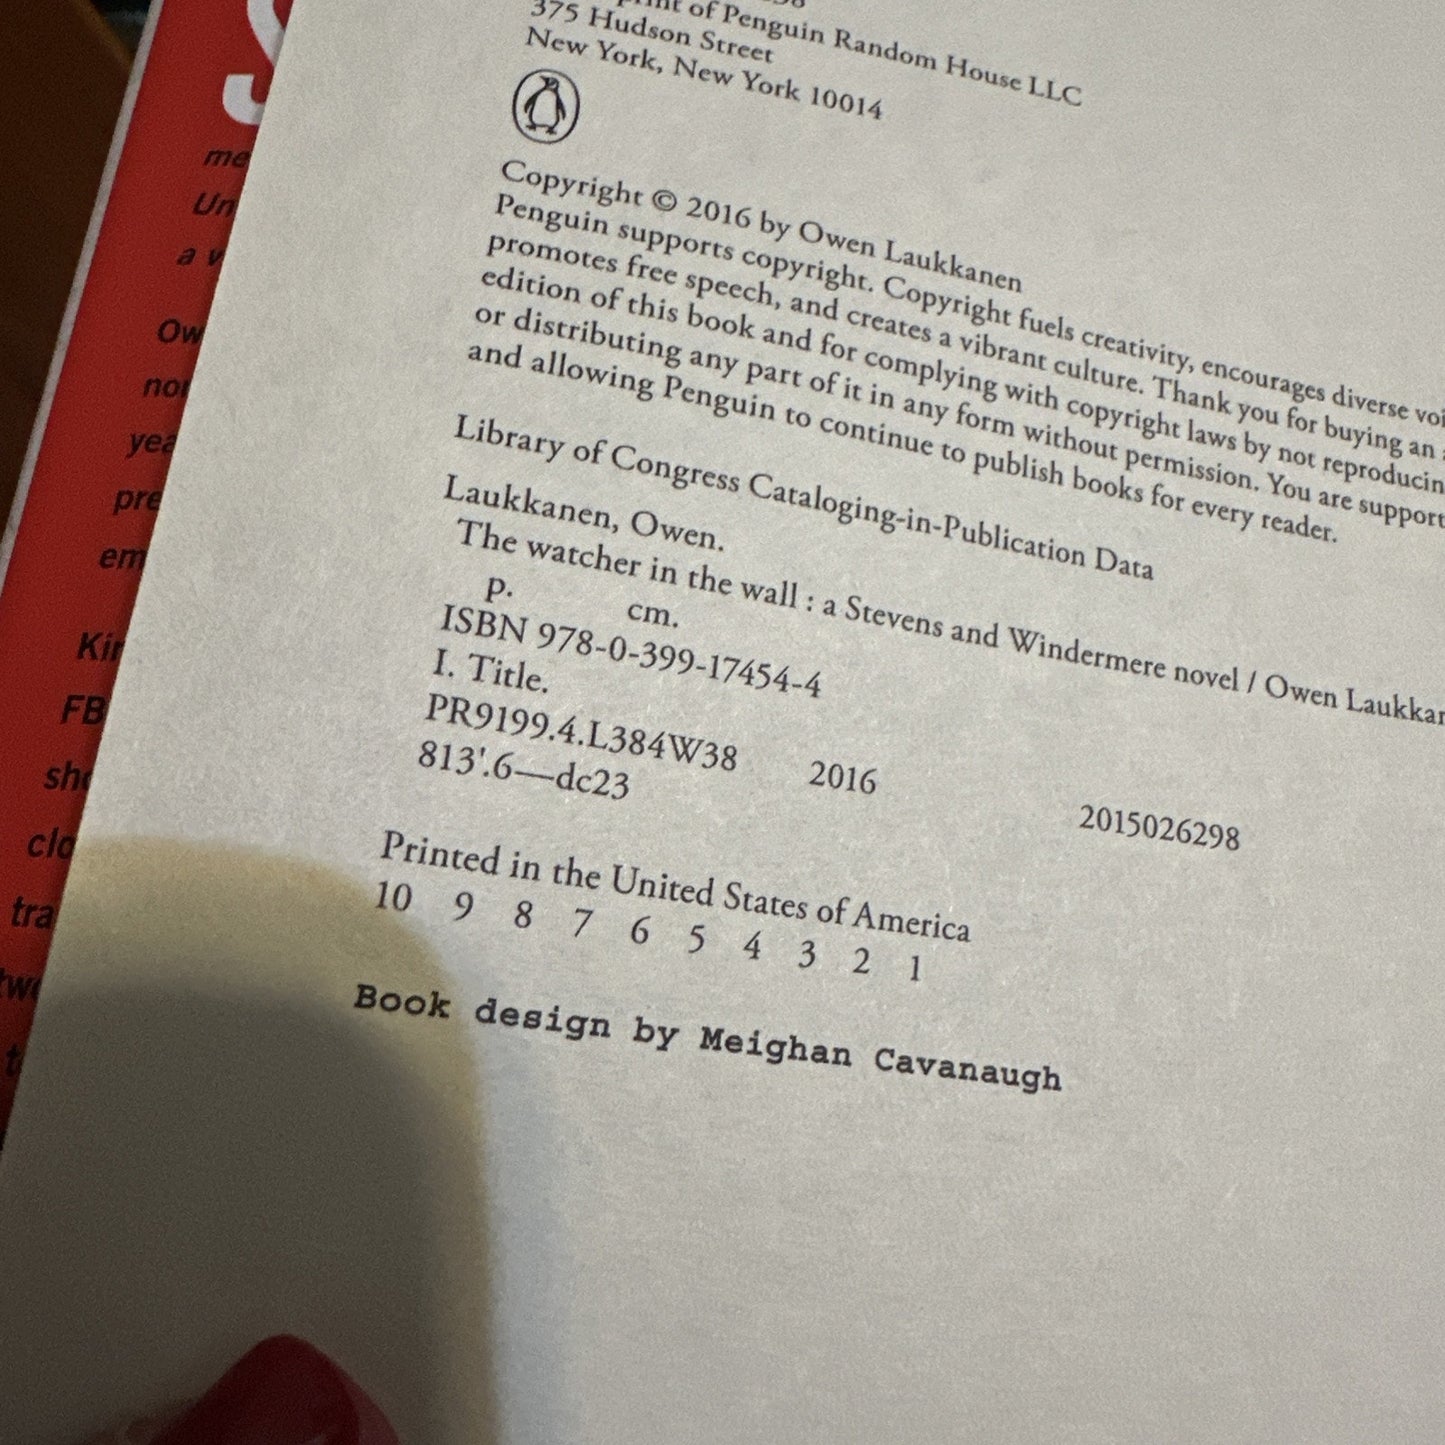 of Penguin Random House LLC
375 Hudson Street
New York, New York 10014
Copyright © 2016 by Owen Laukkanen
Penguin supports copyright. Copyright fuels creativity, encourages diverse
promotes free speech, and creates a vibrant culture. Thank you for buying an
edition of this book and for complying with copyright laws by not
or distributing any part of it in any form without permission. You are
and allowing Penguin to continue to publish books for every reader.
Library of Congress Cataloging-in-Publication Data
Laukkanen, Owen.
The watcher in the wall : a Stevens and Windermere novel / Owen
p. cm.
ISBN 978-0-399-17454-4
I. Title.
PR9199.4.L384W38 2016 2015026298
813'.6—dc23
Printed in the United States of America
10 9 8 7 6 5 4 3 2 1
Book design by Meighan Cavanaugh